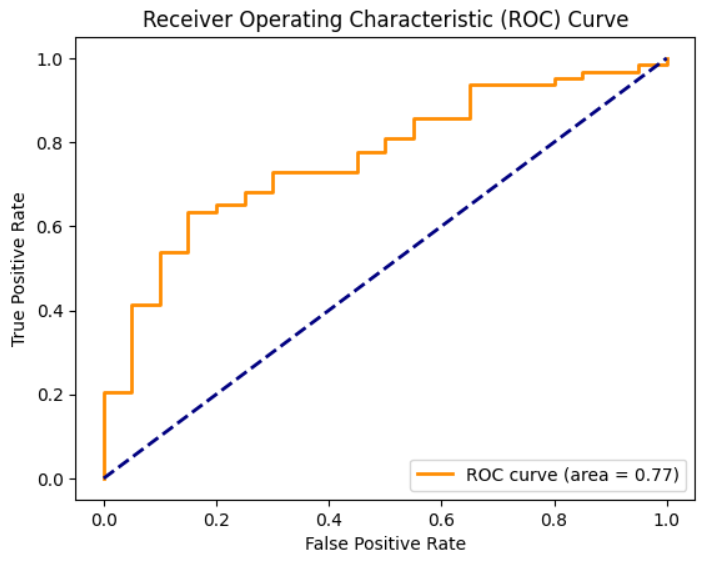 Receiver Operating Characteristic (ROC) Curve
1.0
0.8
0.6
0.4
0.2
0.0
True Positive Rate
ROC curve (area = 0.77)
0.0 0.2 0.4 0.6 0.8 1.0
False Positive Rate